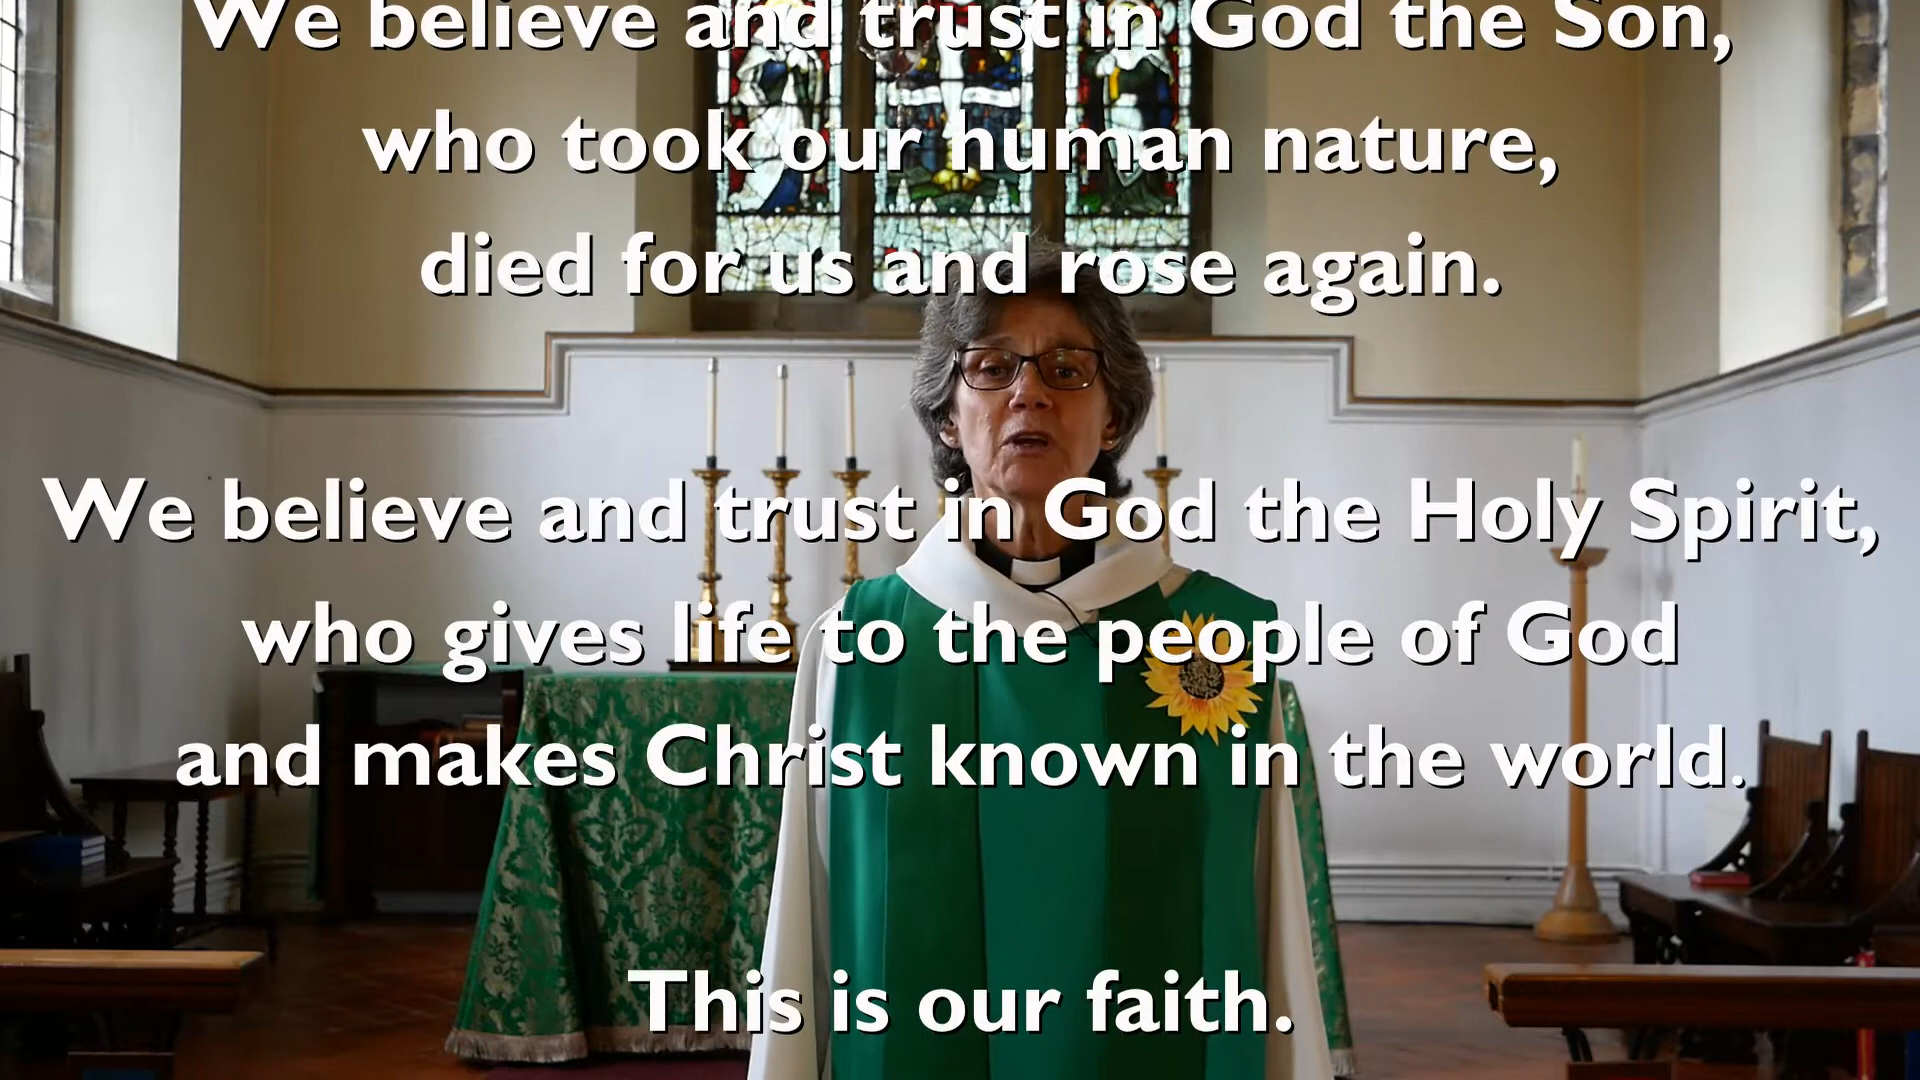 We believe and trust in God the Son,
who took our human nature,
died for us and rose again.
We believe and trust in God the Holy Spirit,
who gives life to the people of God
and makes Christ known in the world.
This is our faith.